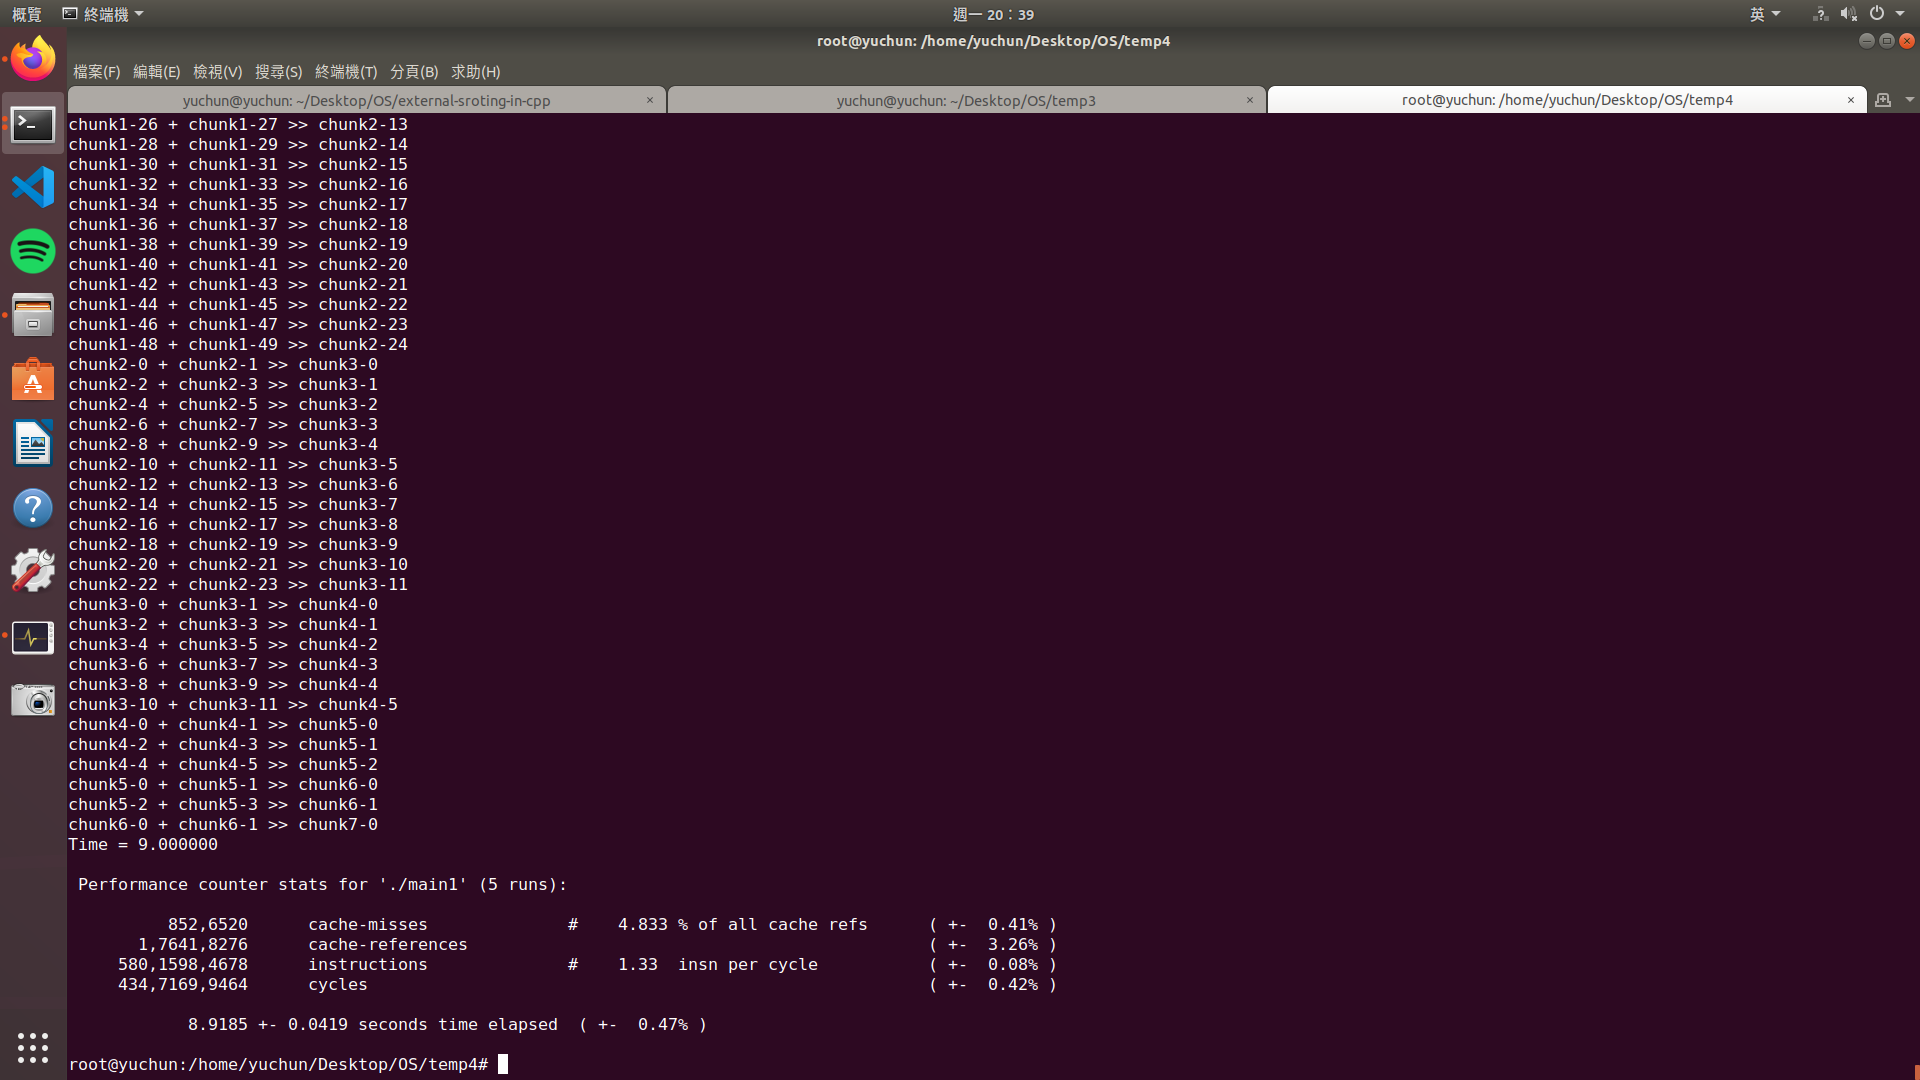 概覽 終端機 週一 20：39 英
root@yuchun: /home/yuchun/Desktop/OS/temp4
檔案(F) 編輯(E) 檢視(V) 搜尋(S) 終端機(T) 分頁(B) 求助(H)
yuchun@yuchun: ~/Desktop/OS/external-sroting-in-cpp × yuchun@yuchun: ~/Desktop/OS/temp3 × root@yuchun: /home/yuchun/Desktop/OS/temp4 ×
chunk1-26 + chunk1-27 >> chunk2-13
chunk1-28 + chunk1-29 >> chunk2-14
chunk1-30 + chunk1-31 >> chunk2-15
chunk1-32 + chunk1-33 >> chunk2-16
chunk1-34 + chunk1-35 >> chunk2-17
chunk1-36 + chunk1-37 >> chunk2-18
chunk1-38 + chunk1-39 >> chunk2-19
chunk1-40 + chunk1-41 >> chunk2-20
chunk1-42 + chunk1-43 >> chunk2-21
chunk1-44 + chunk1-45 >> chunk2-22
chunk1-46 + chunk1-47 >> chunk2-23
chunk1-48 + chunk1-49 >> chunk2-24
chunk2-0 + chunk2-1 >> chunk3-0
chunk2-2 + chunk2-3 >> chunk3-1
chunk2-4 + chunk2-5 >> chunk3-2
chunk2-6 + chunk2-7 >> chunk3-3
chunk2-8 + chunk2-9 >> chunk3-4
chunk2-10 + chunk2-11 >> chunk3-5
chunk2-12 + chunk2-13 >> chunk3-6
chunk2-14 + chunk2-15 >> chunk3-7
chunk2-16 + chunk2-17 >> chunk3-8
chunk2-18 + chunk2-19 >> chunk3-9
chunk2-20 + chunk2-21 >> chunk3-10
chunk2-22 + chunk2-23 >> chunk3-11
chunk3-0 + chunk3-1 >> chunk4-0
chunk3-2 + chunk3-3 >> chunk4-1
chunk3-4 + chunk3-5 >> chunk4-2
chunk3-6 + chunk3-7 >> chunk4-3
chunk3-8 + chunk3-9 >> chunk4-4
chunk3-10 + chunk3-11 >> chunk4-5
chunk4-0 + chunk4-1 >> chunk5-0
chunk4-2 + chunk4-3 >> chunk5-1
chunk4-4 + chunk4-5 >> chunk5-2
chunk5-0 + chunk5-1 >> chunk6-0
chunk5-2 + chunk5-3 >> chunk6-1
chunk6-0 + chunk6-1 >> chunk7-0
Time = 9.000000
Performance counter stats for './main1' (5 runs):
852,6520 cache-misses # 4.833 % of all cache refs ( +- 0.41% )
1,7641,8276 cache-references ( +- 3.26% )
580,1598,4678 instructions # 1.33 insn per cycle ( +- 0.08% )
434,7169,9464 cycles ( +- 0.42% )
8.9185 +- 0.0419 seconds time elapsed ( +- 0.47% )
root@yuchun:/home/yuchun/Desktop/OS/temp4#